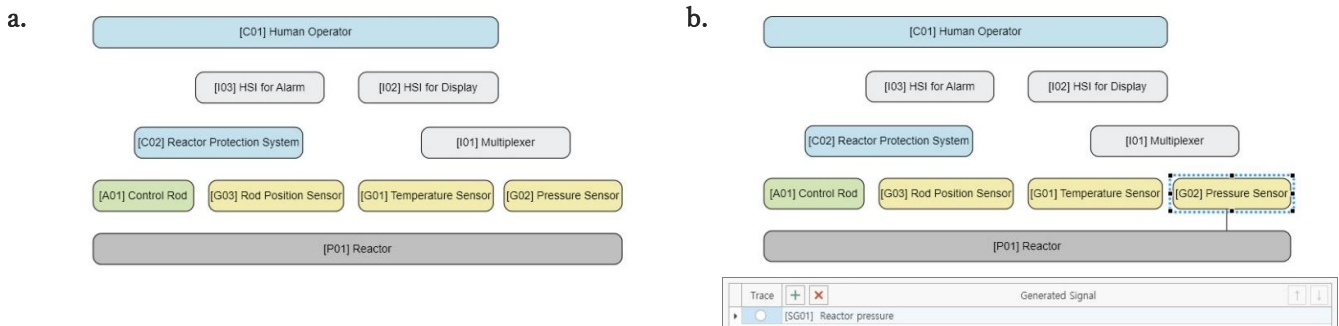 a.
[C01] Human Operator
[I03] HSI for Alarm
[I02] HSI for Display
[C02] Reactor Protection System
[I01] Multiplexer
[A01] Control Rod
[G03] Rod Position Sensor
[G01] Temperature Sensor
[G02] Pressure Sensor
[P01] Reactor
b.
[C01] Human Operator
[I03] HSI for Alarm
[I02] HSI for Display
[C02] Reactor Protection System
[I01] Multiplexer
[A01] Control Rod
[G03] Rod Position Sensor
[G01] Temperature Sensor
[G02] Pressure Sensor
[P01] Reactor
Trace
Generated Signal
[SG01] Reactor pressure